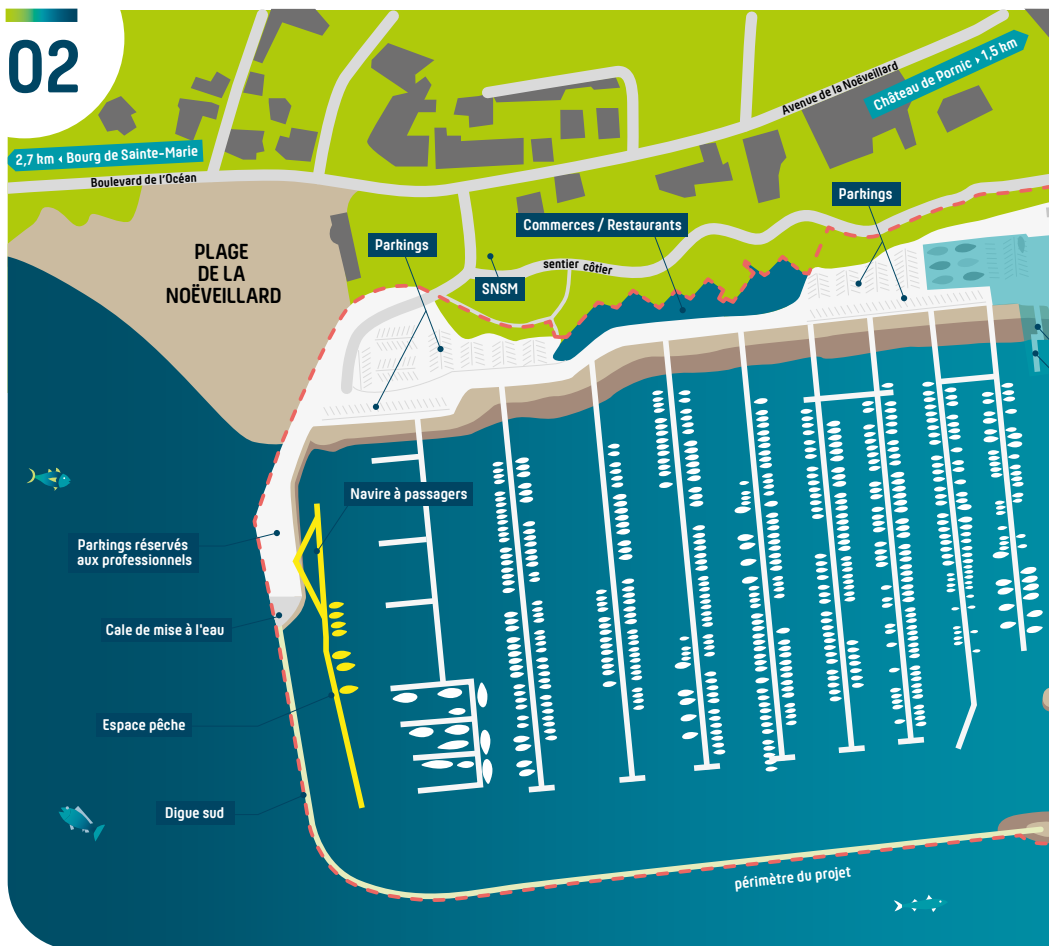 02
Château de Pornic ▸ 1,5 km
Avenue de la Noëveillard
2,7 km ◂ Bourg de Sainte-Marie
Boulevard de l'Océan
Parkings
Commerces / Restaurants
Parkings
PLAGE
DE LA
NOËVEILLARD
sentier côtier
SNSM
Navire à passagers
Parkings réservés
aux professionnels
Cale de mise à l'eau
Espace pêche
Digue sud
périmètre du projet